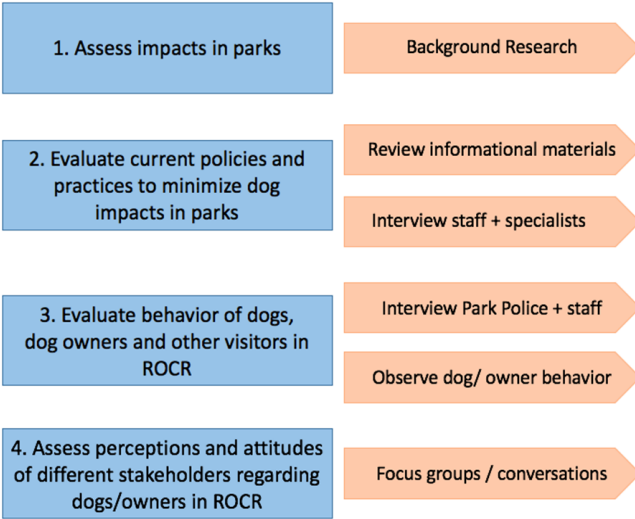 1. Assess impacts in parks
Background Research
2. Evaluate current policies and
practices to minimize dog
impacts in parks
Review informational materials
Interview staff + specialists
3. Evaluate behavior of dogs,
dog owners and other visitors in
ROCR
Interview Park Police + staff
Observe dog/ owner behavior
4. Assess perceptions and attitudes
of different stakeholders regarding
dogs/owners in ROCR
Focus groups / conversations